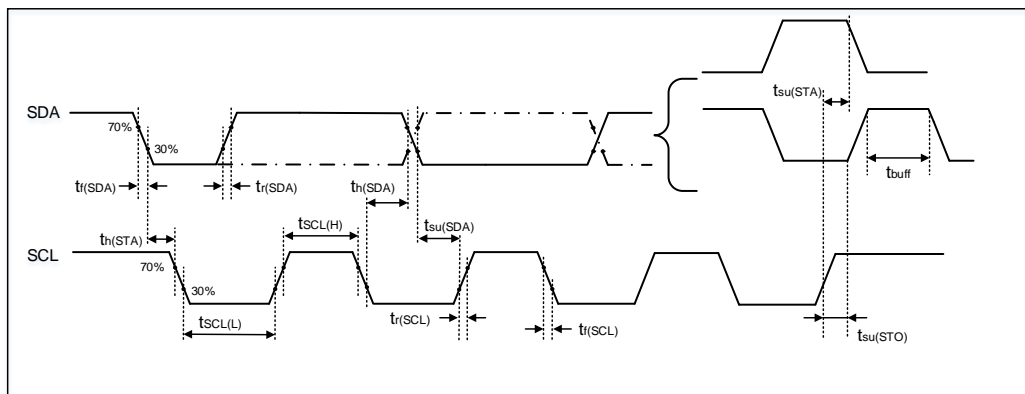 tsu(STA)
SDA
70%
30%
tbuff
tf(SDA)
tr(SDA)
th(SDA)
th(STA)
tSCL(H)
tsu(SDA)
SCL
70%
30%
tSCL(L)
tr(SCL)
tf(SCL)
tsu(STO)